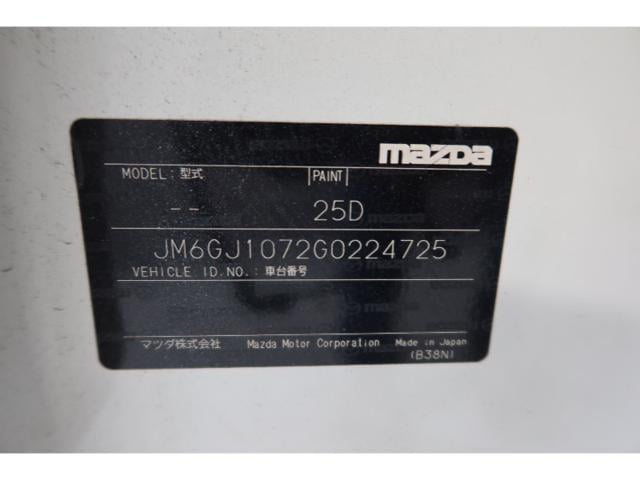 mazda
MODEL: 型式 PAINT
-- 25D
JM6GJ1072G0224725
VEHICLE ID.NO.: 車台番号
マツダ株式会社 Mazda Motor Corporation Made in Japan
(B38N)